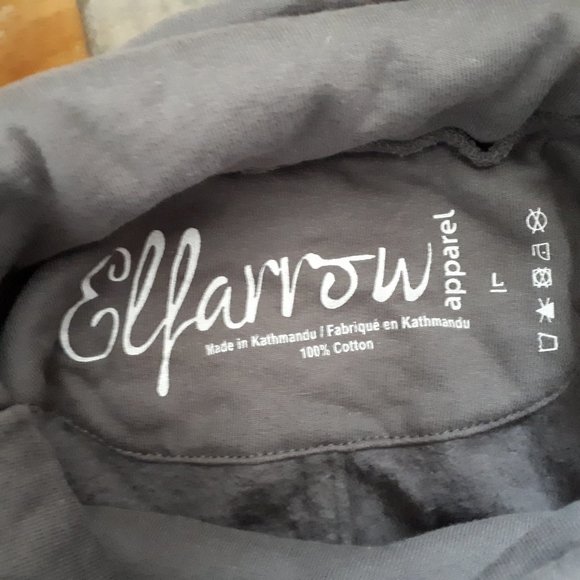 Elfarrow
apparel
Made in Kathmandu / Fabriqué en Kathmandu
100% Cotton
L